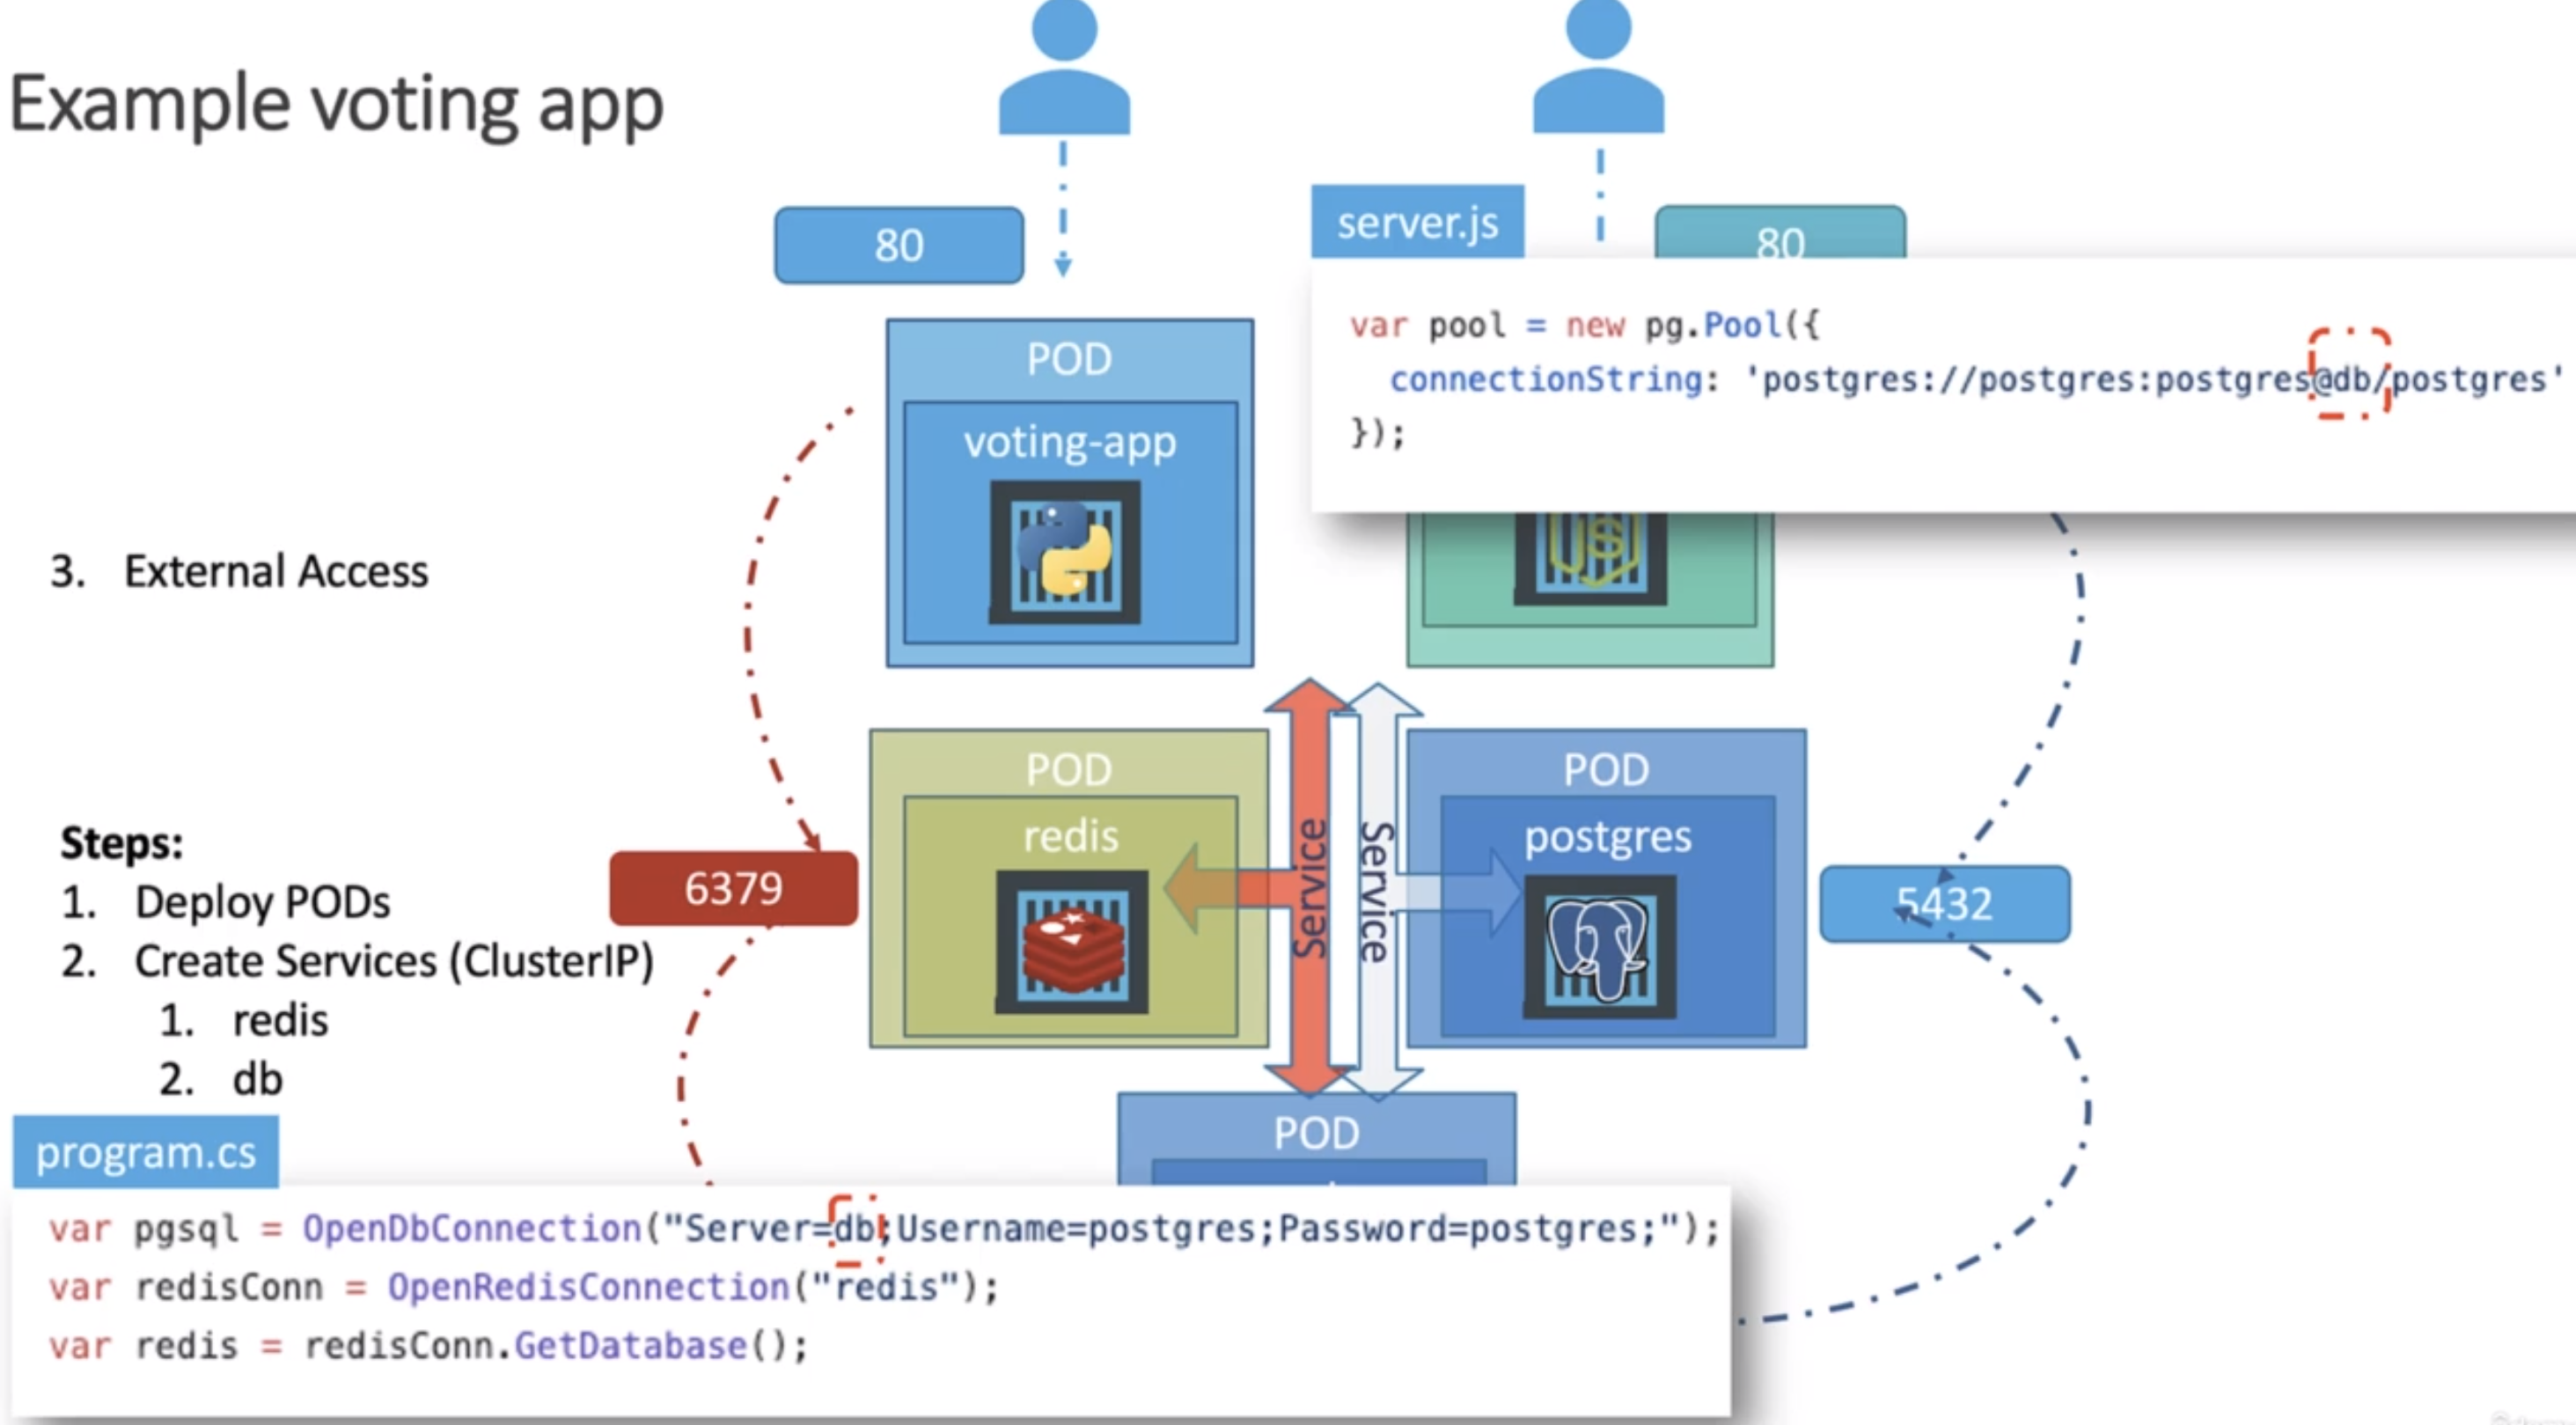 Example voting app
80
server.js
80
var pool = new pg.Pool({
connectionString: 'postgres://postgres:postgres@db/postgres'
});
POD
voting-app
JS
3. External Access
POD
redis
Service
Service
POD
postgres
6379
5432
Steps:
1. Deploy PODs
2. Create Services (ClusterIP)
1. redis
2. db
POD
program.cs
var pgsql = OpenDbConnection("Server=db;Username=postgres;Password=postgres;");
var redisConn = OpenRedisConnection("redis");
var redis = redisConn.GetDatabase();